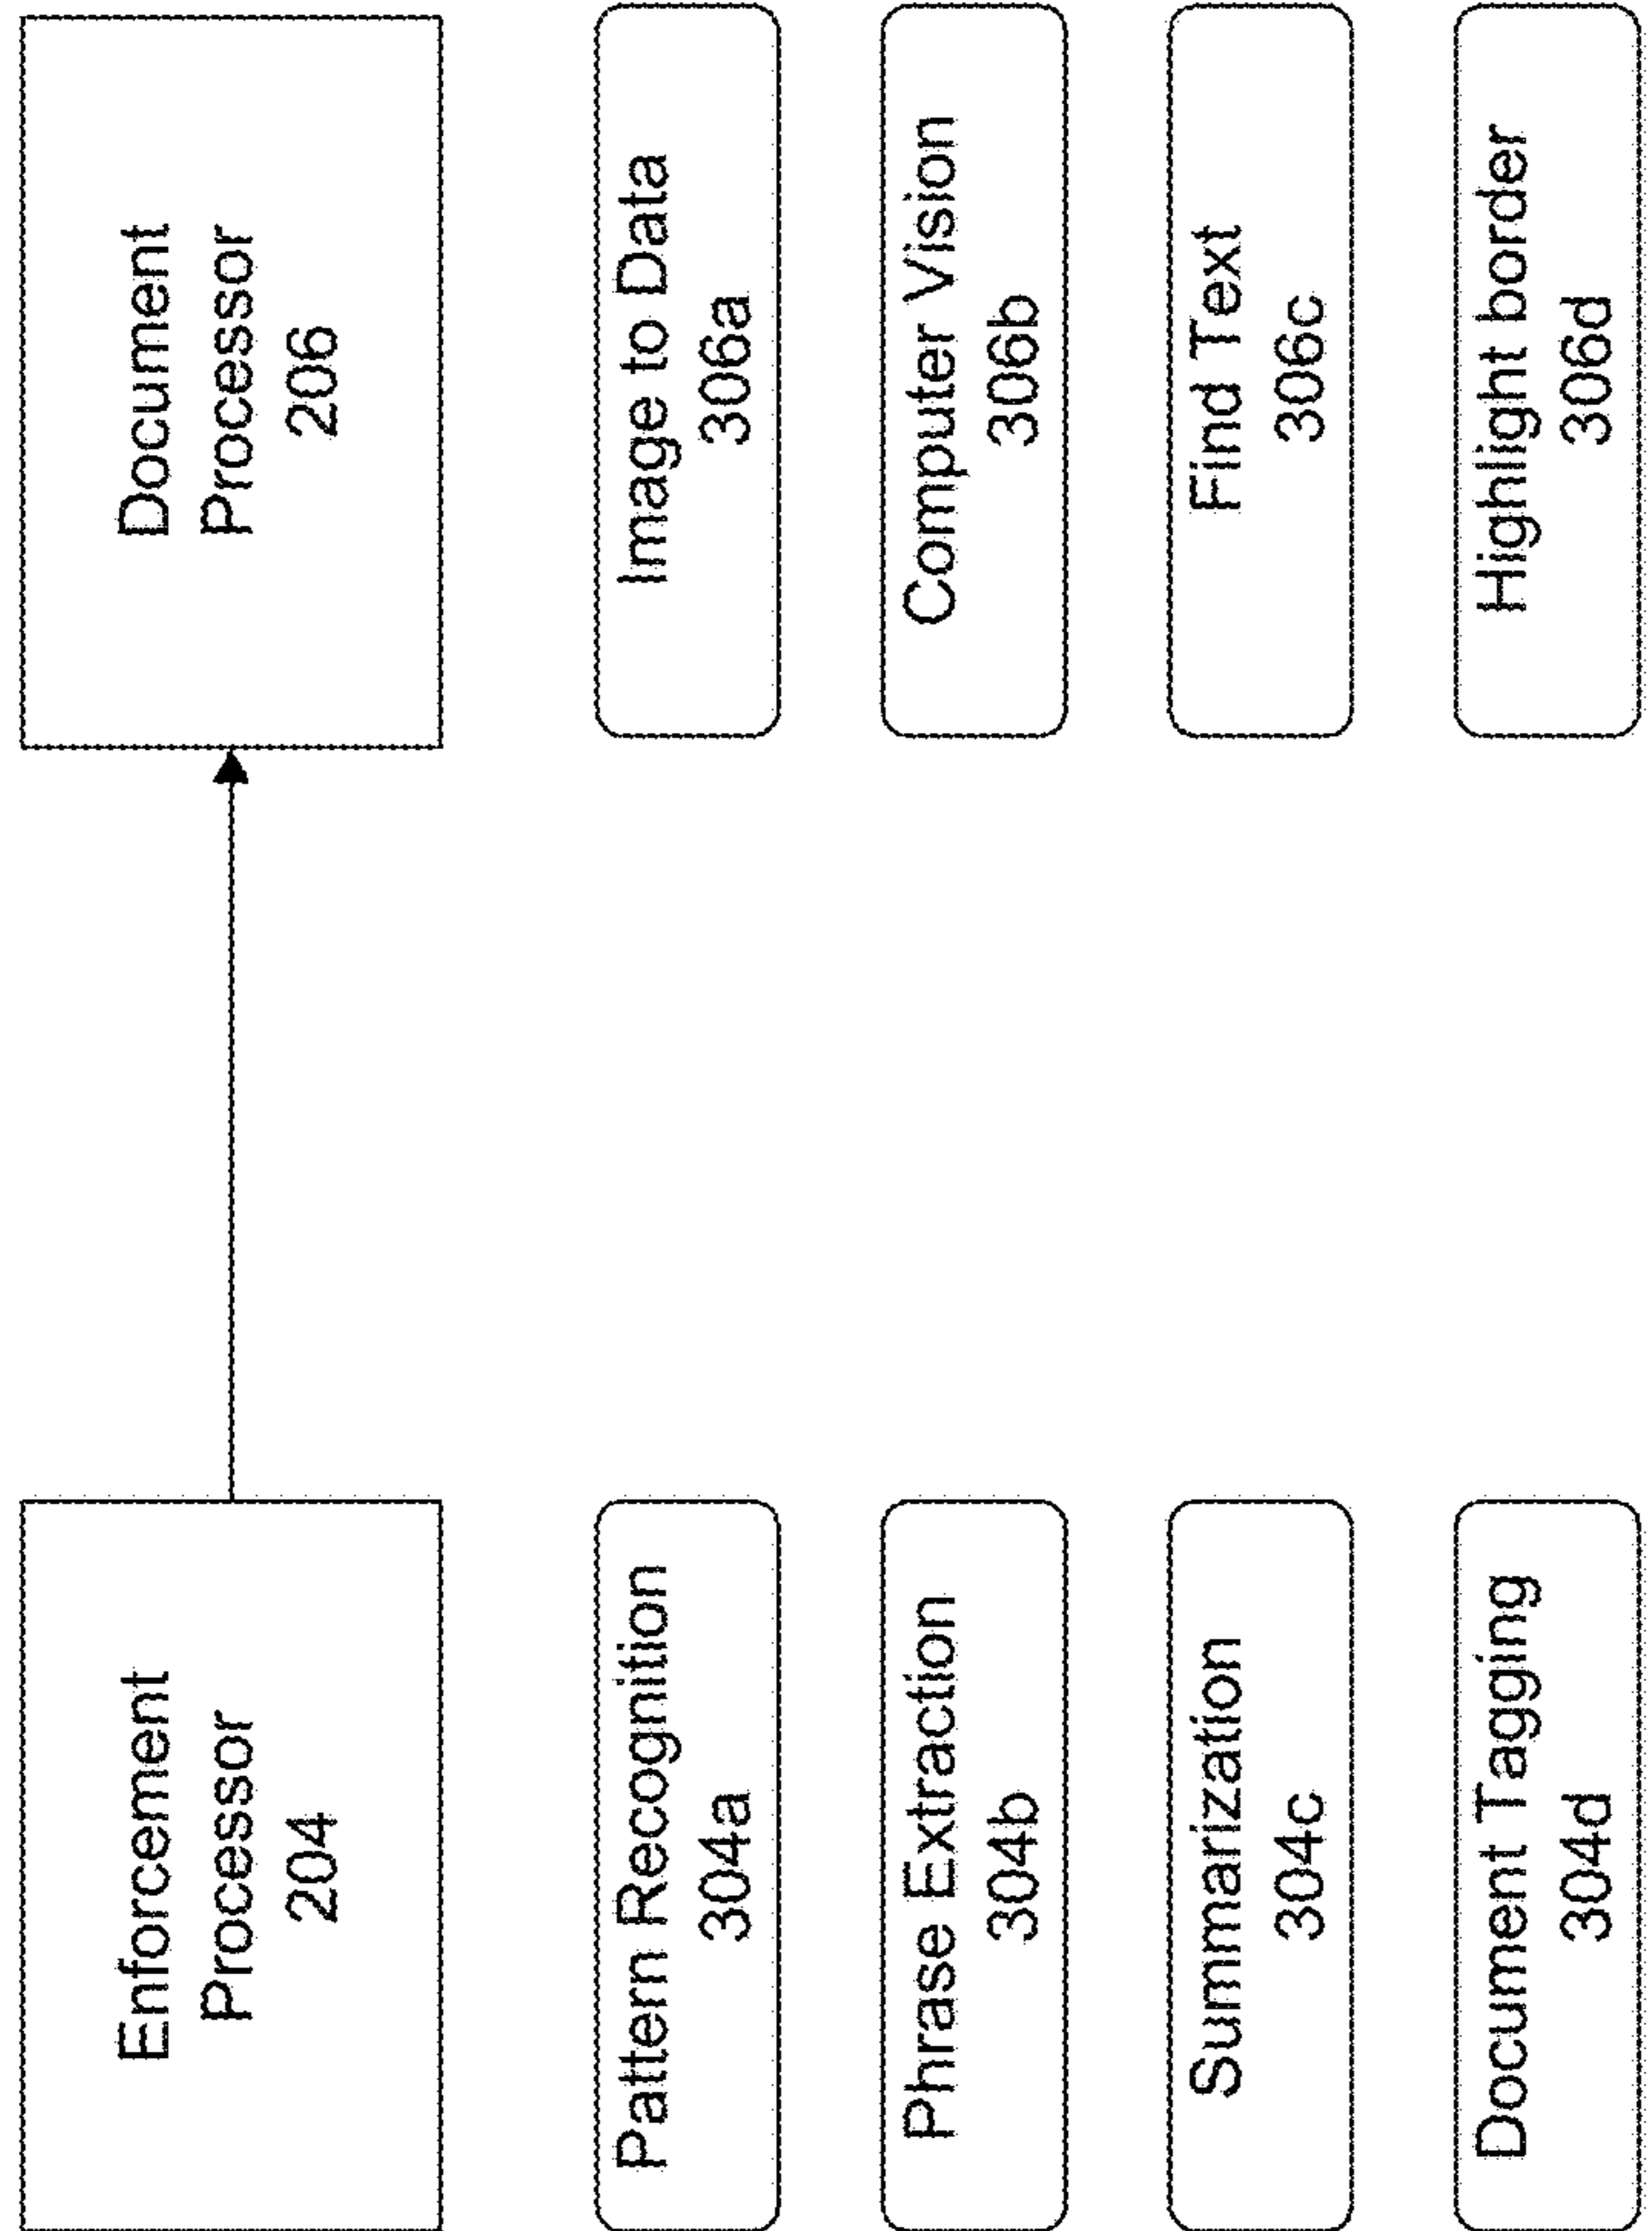 Enforcement
Processor
204
Pattern Recognition
304a
Phrase Extraction
304b
Summarization
304c
Document Tagging
304d
Document
Processor
206
Image to Data
306a
Computer Vision
306b
Find Text
306c
Highlight border
306d